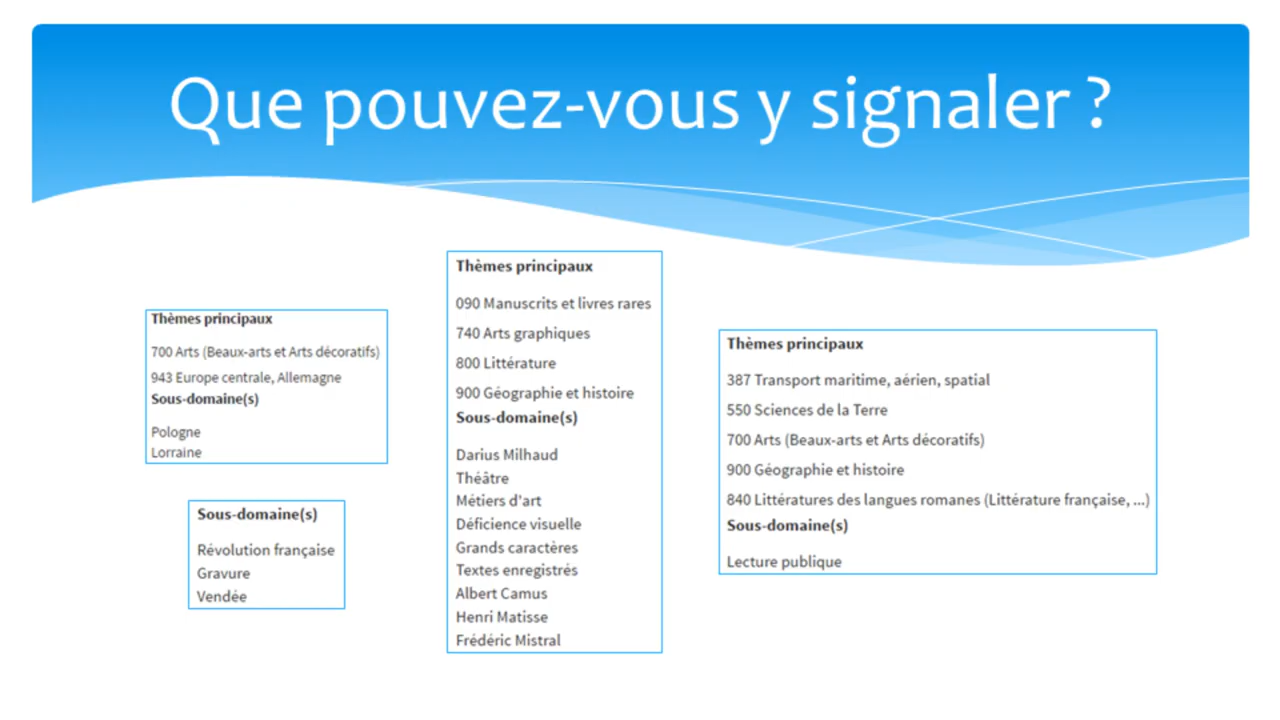 Que pouvez-vous y signaler ?
Thèmes principaux
700 Arts (Beaux-arts et Arts décoratifs)
943 Europe centrale, Allemagne
Sous-domaine(s)
Pologne
Lorraine
Sous-domaine(s)
Révolution française
Gravure
Vendée
Thèmes principaux
090 Manuscrits et livres rares
740 Arts graphiques
800 Littérature
900 Géographie et histoire
Sous-domaine(s)
Darius Milhaud
Théâtre
Métiers d'art
Déficience visuelle
Grands caractères
Textes enregistrés
Albert Camus
Henri Matisse
Frédéric Mistral
Thèmes principaux
387 Transport maritime, aérien, spatial
550 Sciences de la Terre
700 Arts (Beaux-arts et Arts décoratifs)
900 Géographie et histoire
840 Littératures des langues romanes (Littérature française, ...)
Sous-domaine(s)
Lecture publique